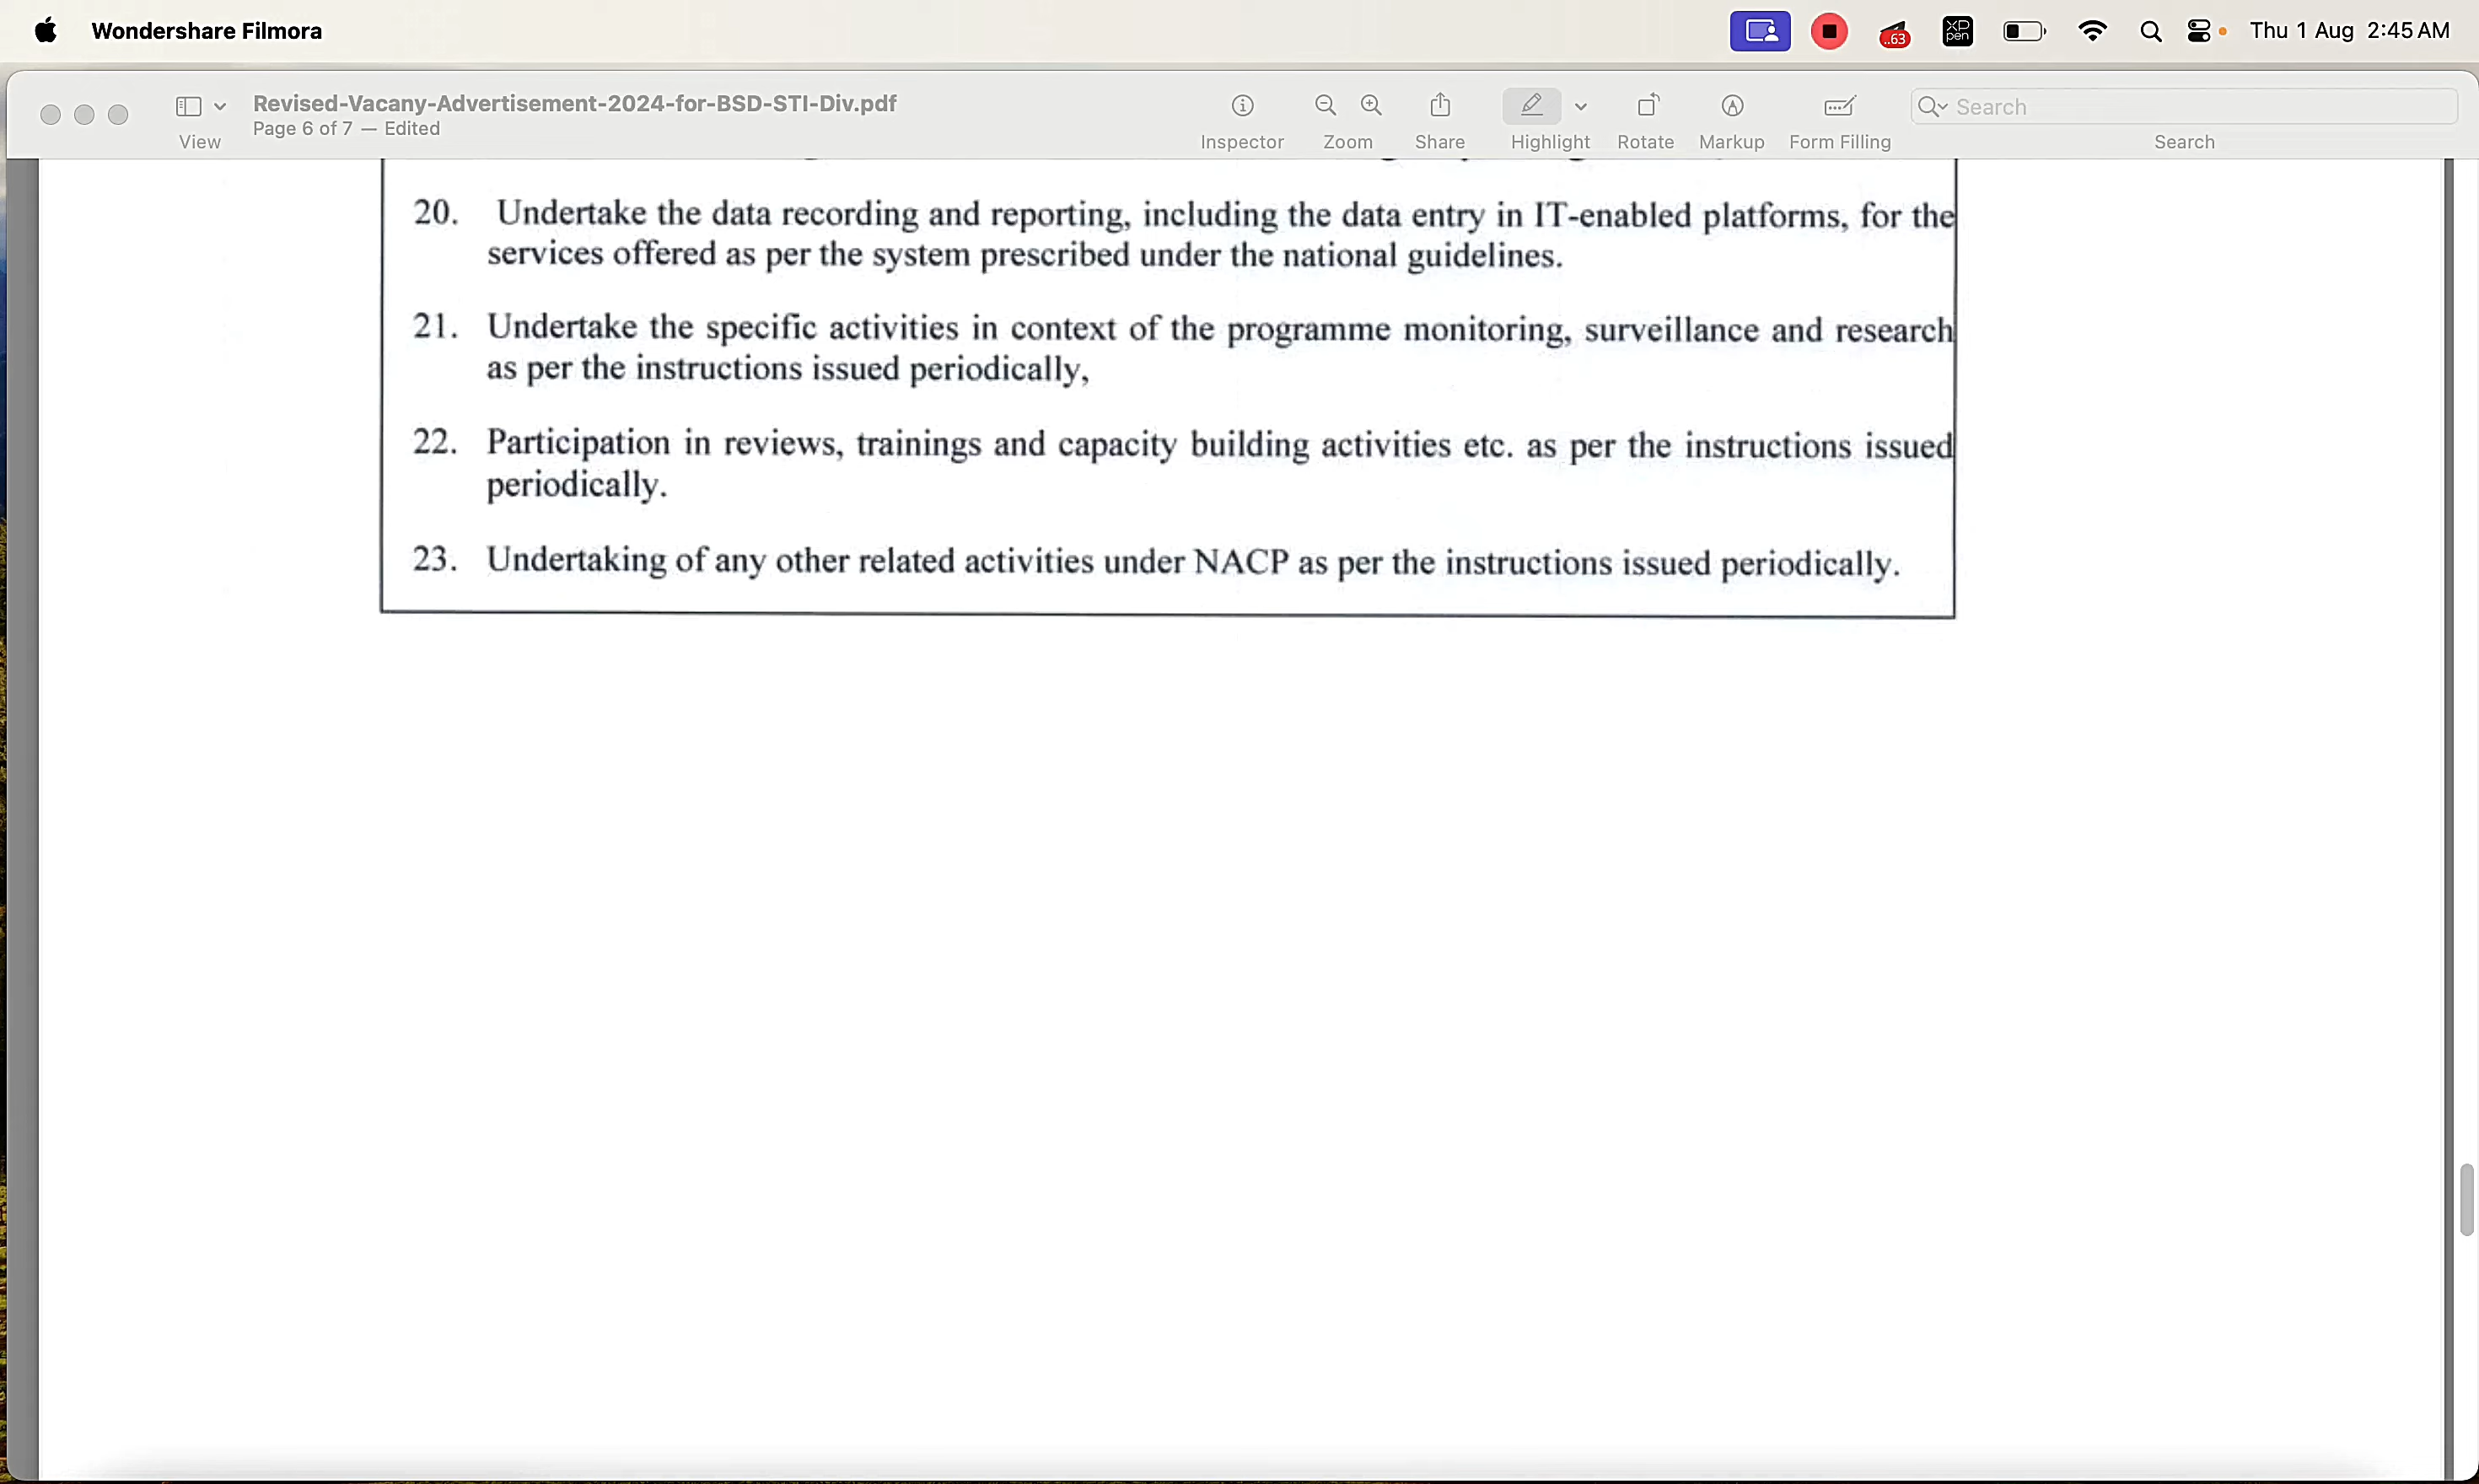 Wondershare Filmora
..63
XP
pen
Thu 1 Aug 2:45 AM
Revised-Vacany-Advertisement-2024-for-BSD-STI-Div.pdf
Page 6 of 7 — Edited
View
Inspector
Zoom
Share
Highlight
Rotate
Markup
Form Filling
Search
Search
20. Undertake the data recording and reporting, including the data entry in IT-enabled platforms, for the
services offered as per the system prescribed under the national guidelines.
21. Undertake the specific activities in context of the programme monitoring, surveillance and research
as per the instructions issued periodically,
22. Participation in reviews, trainings and capacity building activities etc. as per the instructions issued
periodically.
23. Undertaking of any other related activities under NACP as per the instructions issued periodically.